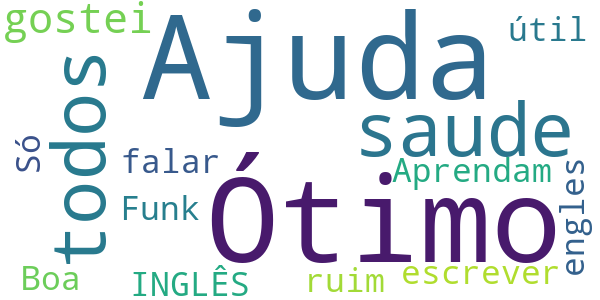 gostei
Ajuda
útil
todos
saude
Só
falar
Aprendam
engles
Funk
Ótimo
Boa
INGLÊS
ruim
escrever